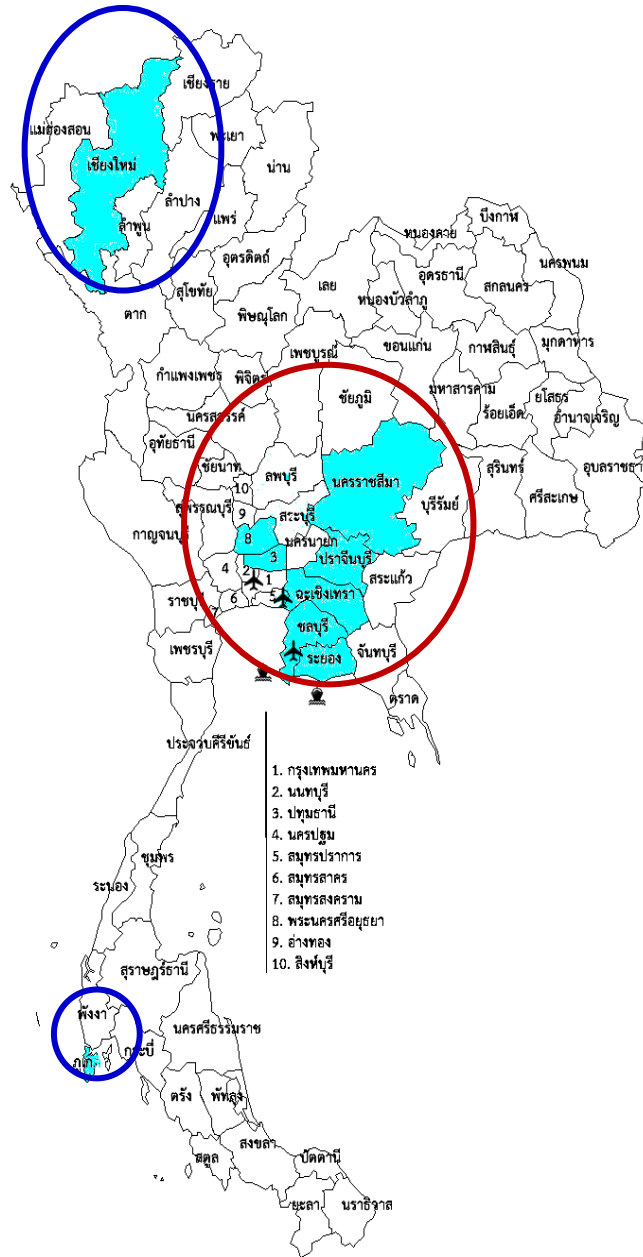 เชียงราย
แม่ฮ่องสอน
พะเยา
เชียงใหม่
น่าน
ลำปาง
แพร่
ลำพูน
บึงกาฬ
หนองคาย
อุตรดิตถ์
นครพนม
อุดรธานี
เลย
สกลนคร
สุโขทัย
หนองบัวลำภู
ตาก
พิษณุโลก
มุกดาหาร
ขอนแก่น
กาฬสินธุ์
เพชรบูรณ์
กำแพงเพชร
พิจิตร
มหาสารคาม
ชัยภูมิ
ยโสธร
ร้อยเอ็ด
อำนาจเจริญ
นครสวรรค์
อุทัยธานี
ชัยนาท
ลพบุรี
สุรินทร์
อุบลราชธา
นครราชสีมา
10
ศรีสะเกษ
บุรีรัมย์
สุพรรณบุรี
9
สระบุรี
กาญจนบุรี
8
นครนายก
3
ปราจีนบุรี
4
2
1
สระแก้ว
ราชบุรี
6
5
ฉะเชิงเทรา
7
ชลบุรี
เพชรบุรี
ระยอง
จันทบุรี
ตราด
ประจวบคีรีขันธ์
1. กรุงเทพมหานคร
2. นนทบุรี
3. ปทุมธานี
4. นครปฐม
5. สมุทรปราการ
6. สมุทรสาคร
7. สมุทรสงคราม
8. พระนครศรีอยุธยา
9. อ่างทอง
10. สิงห์บุรี
ชุมพร
ระนอง
สุราษฎร์ธานี
พังงา
นครศรีธรรมราช
กระบี่
ภูเก
ตรัง
พัทลุง
สงขลา
สตูล
ปัตตานี
ยะลา
นราธิวาส